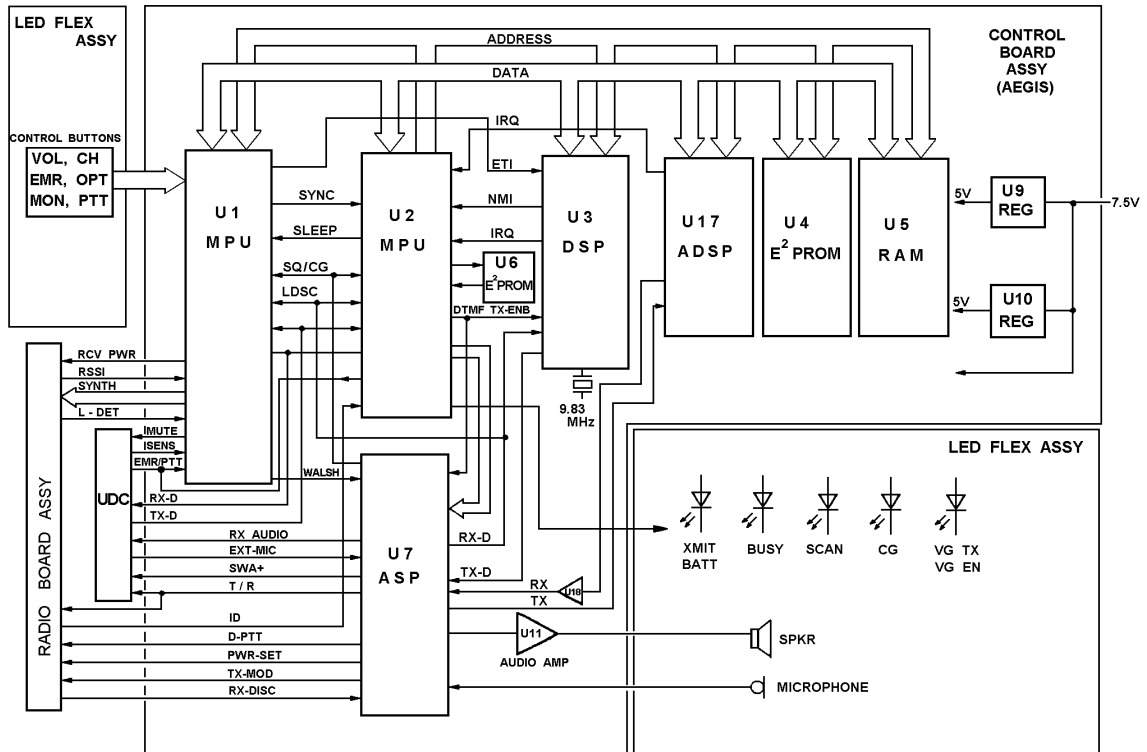 LED FLEX
ASSY
CONTROL BUTTONS
VOL, CH
EMR, OPT
MON, PTT
ADDRESS
DATA
CONTROL
BOARD
ASSY
(AEGIS)
IRQ
ETI
SYNC
NMI
SLEEP
IRQ
SQ/CG
LDSC
DTMF TX-ENB
U1
MPU
U2
MPU
U6
E2PROM
U3
DSP
U17
ADSP
U4
E2PROM
U5
RAM
5V
U9
REG
7.5V
5V
U10
REG
9.83
MHz
RCV PWR
RSSI
SYNTH
L - DET
IMUTE
ISENS
EMR/PTT
WALSH
RX-D
TX-D
RX AUDIO
EXT-MIC
SWA+
T / R
ID
D-PTT
PWR-SET
TX-MOD
RX-DISC
UDC
RADIO BOARD ASSY
U7
ASP
RX-D
TX-D
RX
TX
U18
U11
AUDIO AMP
SPKR
MICROPHONE
LED FLEX ASSY
XMIT
BATT
BUSY
SCAN
CG
VG TX
VG EN